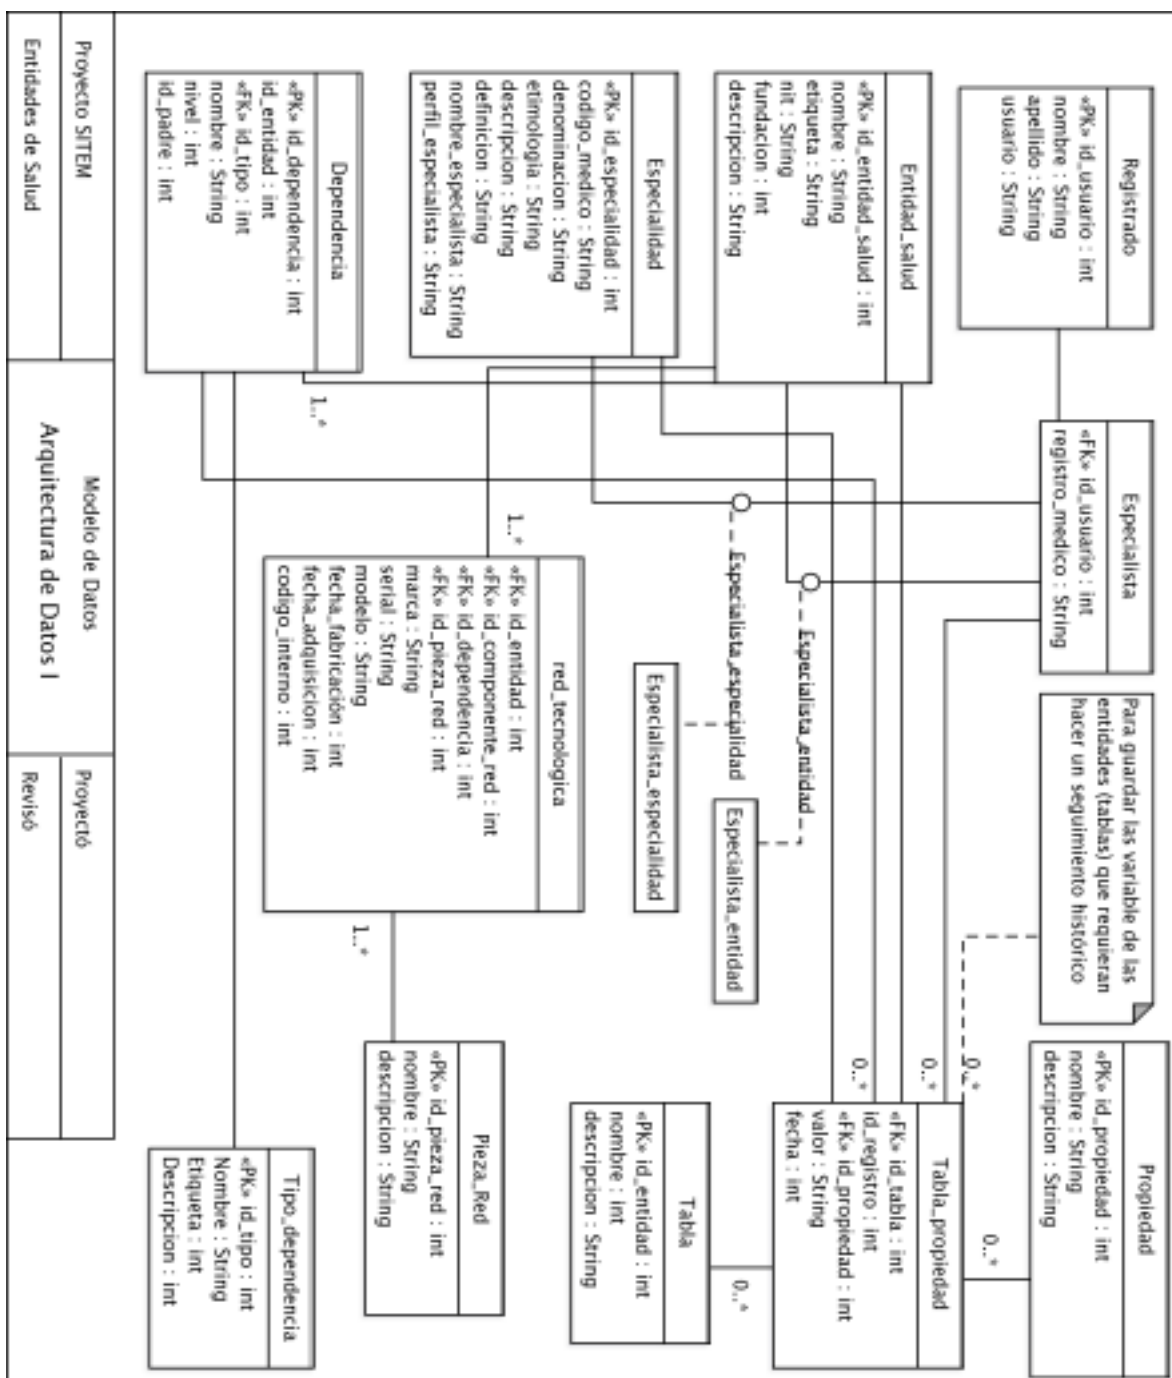 Registrado
«PK» id_usuario : int
nombre : String
apellido : String
usuario : String
Especialista
«FK» id_usuario : int
registro_medico : String
Para guardar las variable de las
entidades (tablas) que requieran
hacer un seguimiento histórico
Propiedad
«PK» id_propiedad : int
nombre : String
descripcion : String
Entidad_salud
«PK» id_entidad_salud : int
nombre : String
etiqueta : String
nit : String
fundacion : int
descripcion : String
Especialista_entidad
Especialista_especialidad
Especialista_entidad
Especialista_especialidad
0..*
0..*
0..*
0..*
Tabla_propiedad
«FK» id_tabla : int
id_registro : int
«FK» id_propiedad : int
valor : String
fecha : int
0..*
Especialidad
«PK» id_especialidad : int
codigo_medico : String
denominacion : String
etimologia : String
descripcion : String
definicion : String
nombre_especialista : String
perfil_especialista : String
Tabla
«PK» id_entidad : int
nombre : int
descripcion : String
1..*
red_tecnologica
«FK» id_entidad : int
«FK» id_componente_red : int
«FK» id_dependencia : int
«FK» id_pieza_red : int
marca : String
serial : String
modelo : String
fecha_fabricación : int
fecha_adquisicion : int
codigo_interno : int
1..*
Pieza_Red
«PK» id_pieza_red : int
nombre : String
descripcion : String
Dependencia
«PK» id_dependencia : int
id_entidad : int
«FK» id_tipo : int
nombre : String
nivel : int
id_padre : int
1..*
Tipo_dependencia
«PK» id_tipo : int
Nombre : String
Etiqueta : int
Descripcion : int
Proyecto SITEM
Entidades de Salud
Modelo de Datos
Arquitectura de Datos I
Proyectó
Revisó